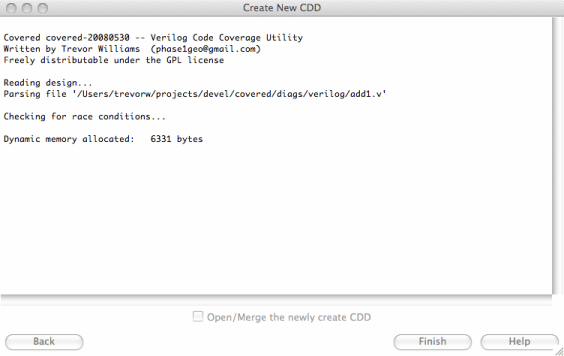 Create New CDD
Covered covered-20080530 -- Verilog Code Coverage Utility
Written by Trevor Williams  (phase1geo@gmail.com)
Freely distributable under the GPL license
Reading design...
Parsing file '/Users/trevorw/projects/devel/covered/diags/verilog/add1.v'
Checking for race conditions...
Dynamic memory allocated:   6331 bytes
Open/Merge the newly create CDD
Back Finish Help